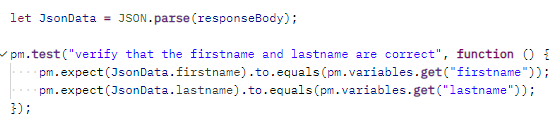 let JsonData = JSON.parse(responseBody);
pm.test("verify that the firstname and lastname are correct", function () {
    pm.expect(JsonData.firstname).to.equals(pm.variables.get("firstname"));
    pm.expect(JsonData.lastname).to.equals(pm.variables.get("lastname"));
});